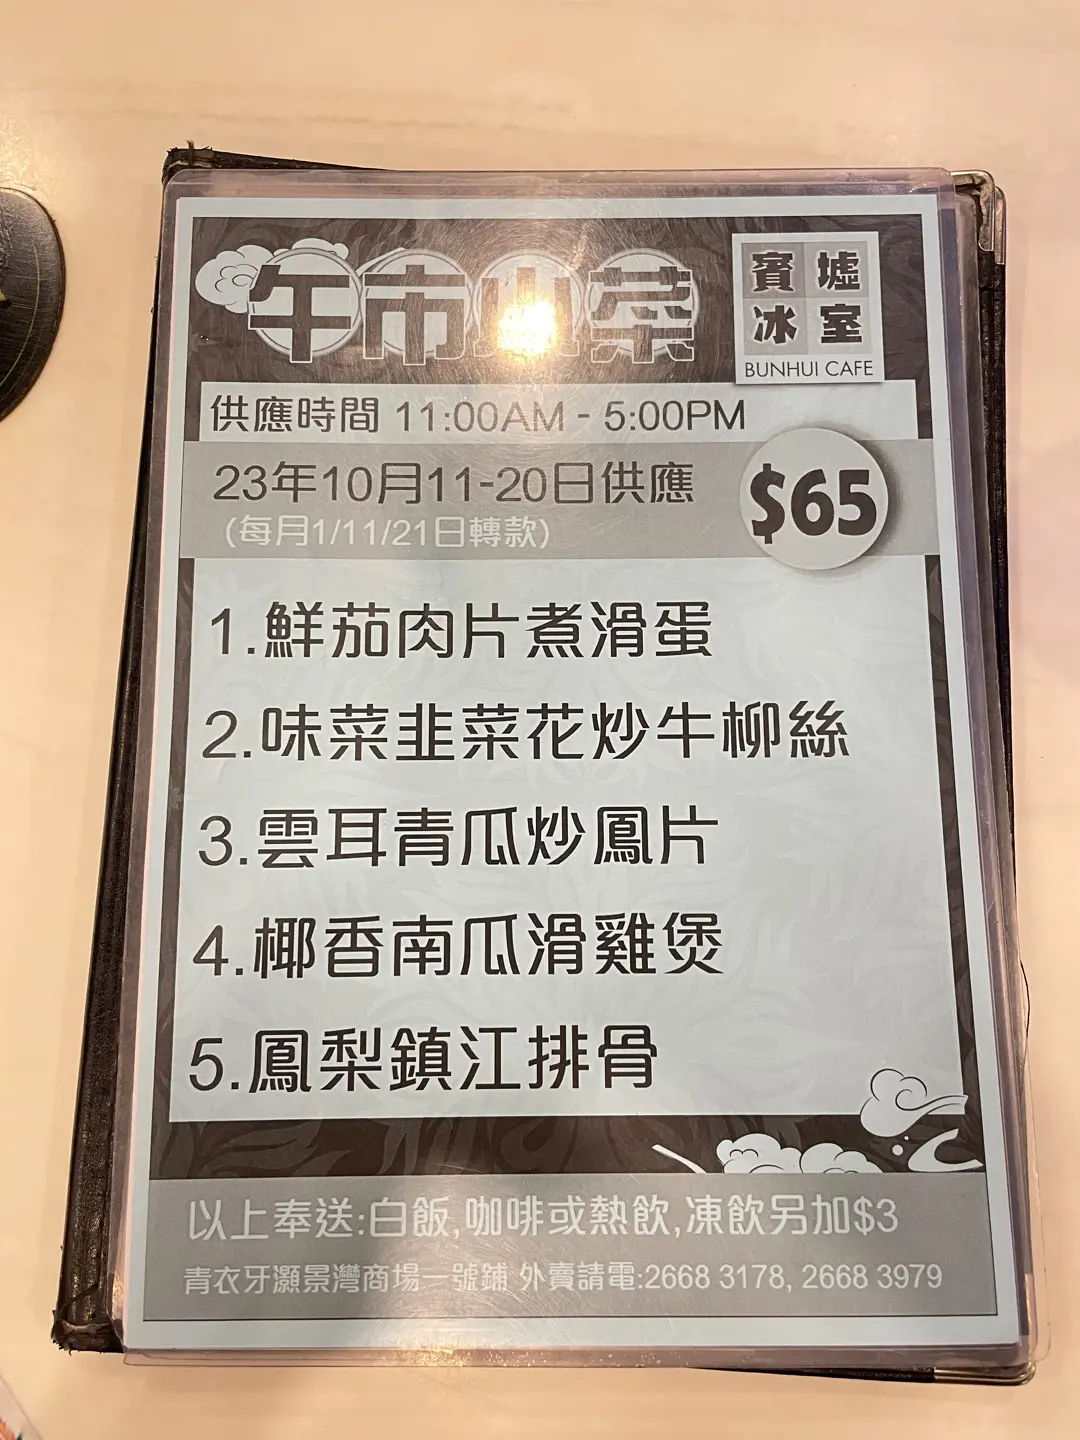 午市小菜
賓墟
冰室
BUNHUI CAFE
供應時間 11:00AM - 5:00PM
23年10月11-20日供應
$65
(每月1/11/21日轉款)
1.鮮茄肉片煮滑蛋
2.味菜韭菜花炒牛柳絲
3.雲耳青瓜炒鳳片
4.椰香南瓜滑雞煲
5.鳳梨鎮江排骨
以上奉送:白飯,咖啡或熱飲,凍飲另加$3
青衣牙灝景灣商場一號鋪 外賣請電:2668 3178, 2668 3979